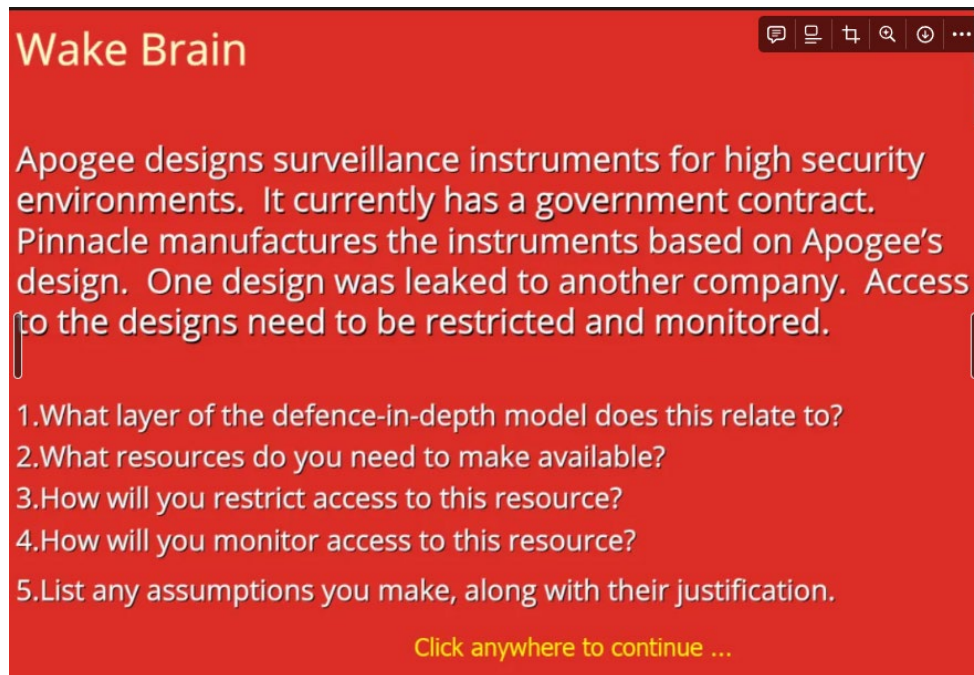 Wake Brain
Apogee designs surveillance instruments for high security
environments.  It currently has a government contract.
Pinnacle manufactures the instruments based on Apogee’s
design.  One design was leaked to another company.  Access
to the designs need to be restricted and monitored.
1.What layer of the defence-in-depth model does this relate to?
2.What resources do you need to make available?
3.How will you restrict access to this resource?
4.How will you monitor access to this resource?
5.List any assumptions you make, along with their justification.
Click anywhere to continue ...